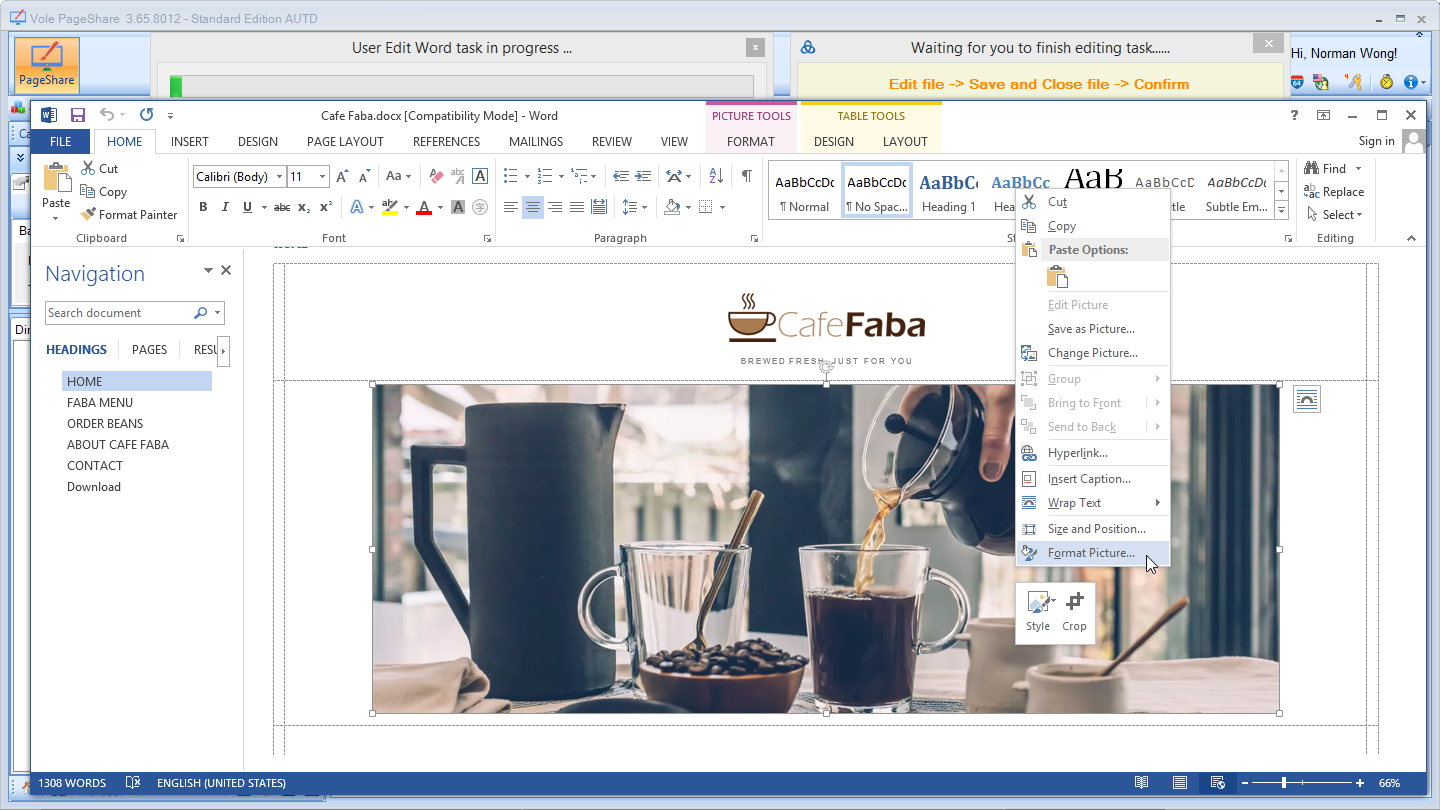 Vole PageShare 3.65.8012 - Standard Edition AUTD
PageShare
User Edit Word task in progress ...
Waiting for you to finish editing task......
Edit file -> Save and Close file -> Confirm
Hi, Norman Wong!
Cafe Faba.docx [Compatibility Mode] - Word
PICTURE TOOLS
TABLE TOOLS
FILE
HOME
INSERT
DESIGN
PAGE LAYOUT
REFERENCES
MAILINGS
REVIEW
VIEW
FORMAT
DESIGN
LAYOUT
Sign in
Paste
Cut
Copy
Format Painter
Clipboard
Calibri (Body)
11
Font
Paragraph
AaBbCcDc
¶ Normal
AaBbCcDc
¶ No Spac...
AaBbCc
Heading 1
AaBbCc
Hea
AaB
AaBbCcD
tle
AaBbCcDc
Subtle Em...
Find
Replace
Select
Editing
Navigation
Search document
HEADINGS
PAGES
RESU
HOME
FABA MENU
ORDER BEANS
ABOUT CAFE FABA
CONTACT
Download
CafeFaba
BREWED FRESH JUST FOR YOU
Cut
Copy
Paste Options:
Edit Picture
Save as Picture...
Change Picture...
Group
Bring to Front
Send to Back
Hyperlink...
Insert Caption...
Wrap Text
Size and Position...
Format Picture...
Style
Crop
1308 WORDS
ENGLISH (UNITED STATES)
66%